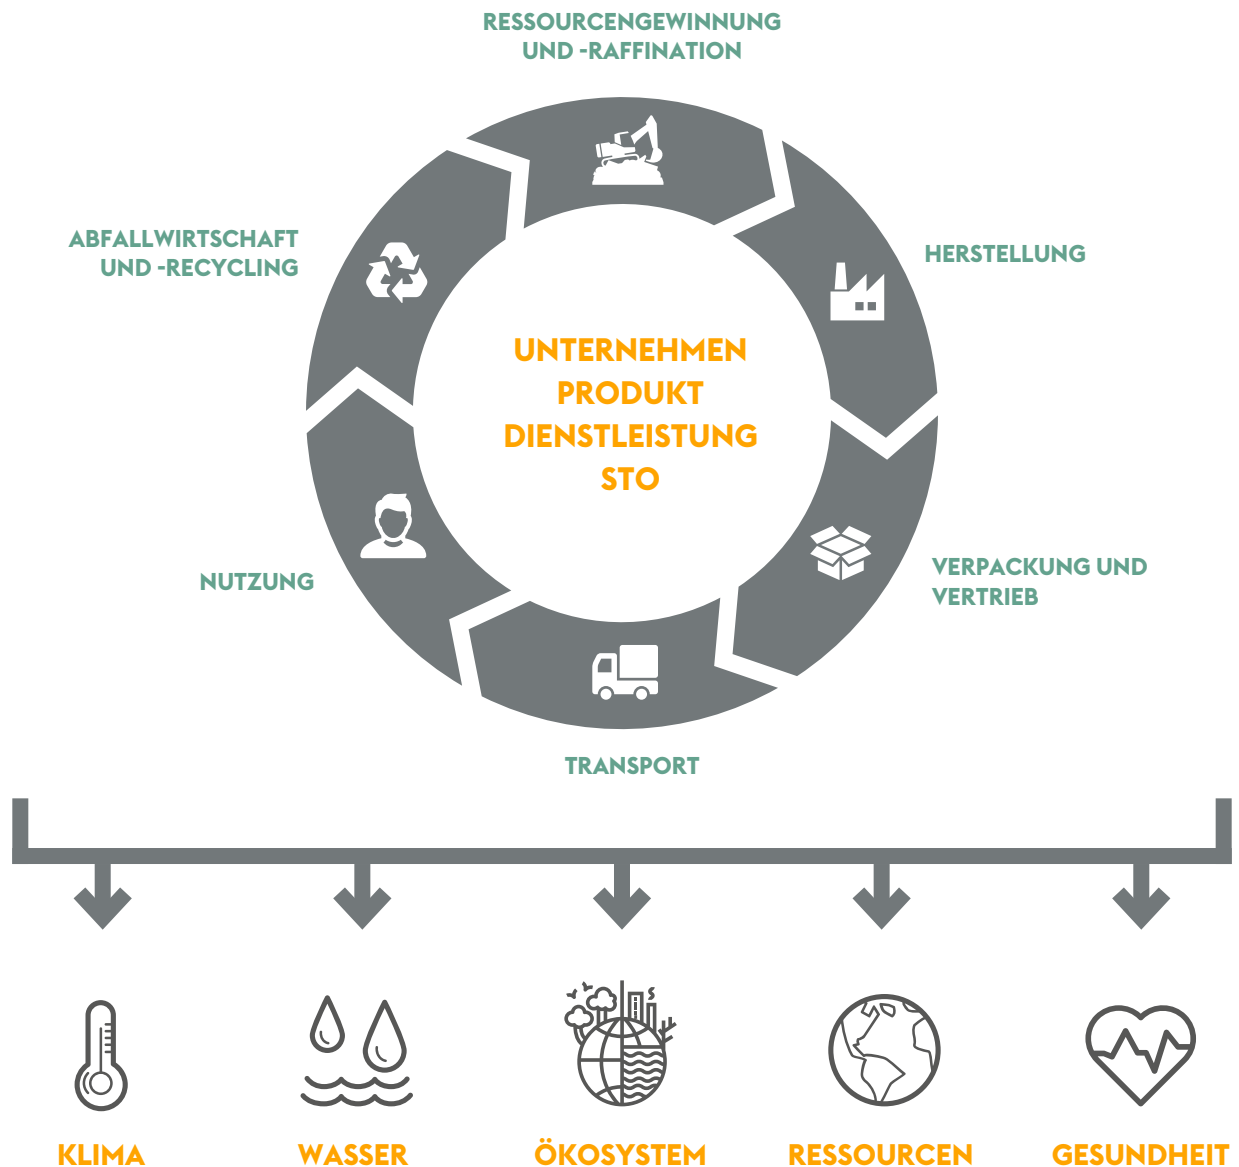 RESSOURCENGEWINNUNG
UND -RAFFINATION
HERSTELLUNG
VERPACKUNG UND
VERTRIEB
TRANSPORT
NUTZUNG
ABFALLWIRTSCHAFT
UND -RECYCLING
UNTERNEHMEN
PRODUKT
DIENSTLEISTUNG
STO
KLIMA
WASSER
ÖKOSYSTEM
RESSOURCEN
GESUNDHEIT